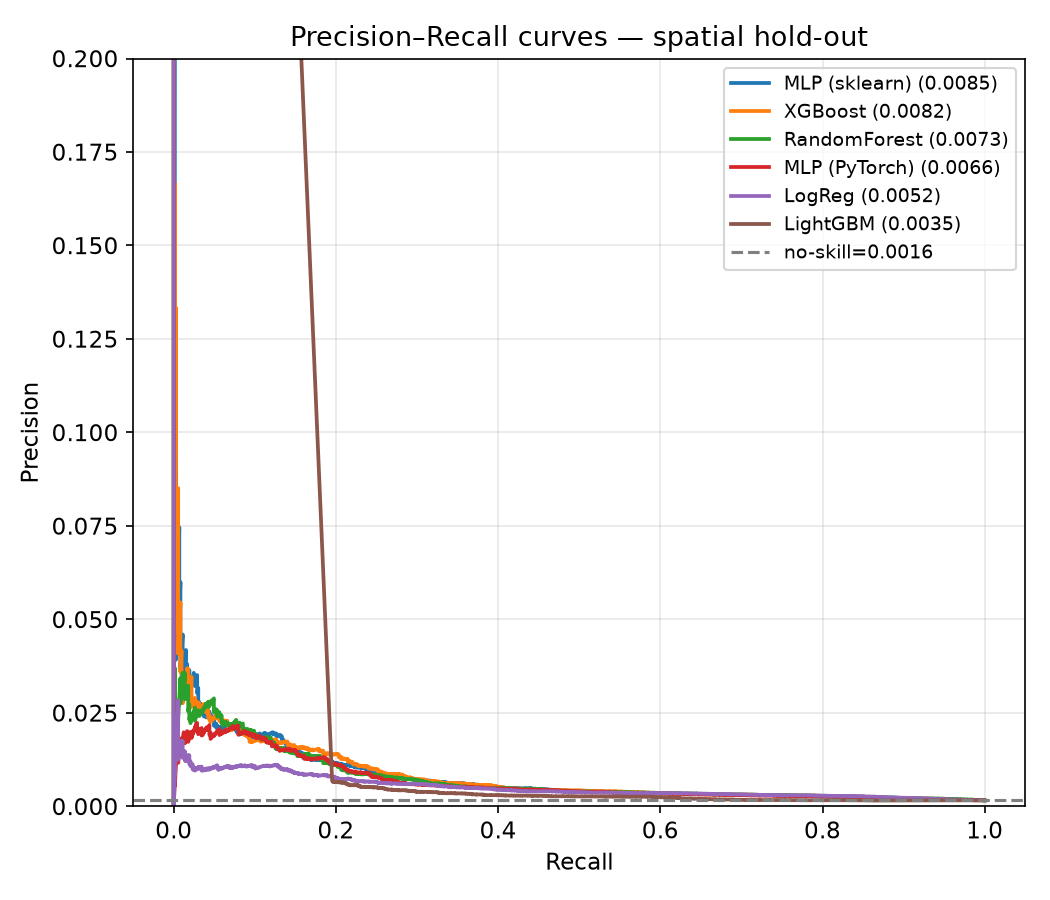 Precision–Recall curves — spatial hold-out
0.200
0.175
0.150
0.125
0.100
0.075
0.050
0.025
0.000
Precision
MLP (sklearn) (0.0085)
XGBoost (0.0082)
RandomForest (0.0073)
MLP (PyTorch) (0.0066)
LogReg (0.0052)
LightGBM (0.0035)
no-skill=0.0016
0.0 0.2 0.4 0.6 0.8 1.0
Recall